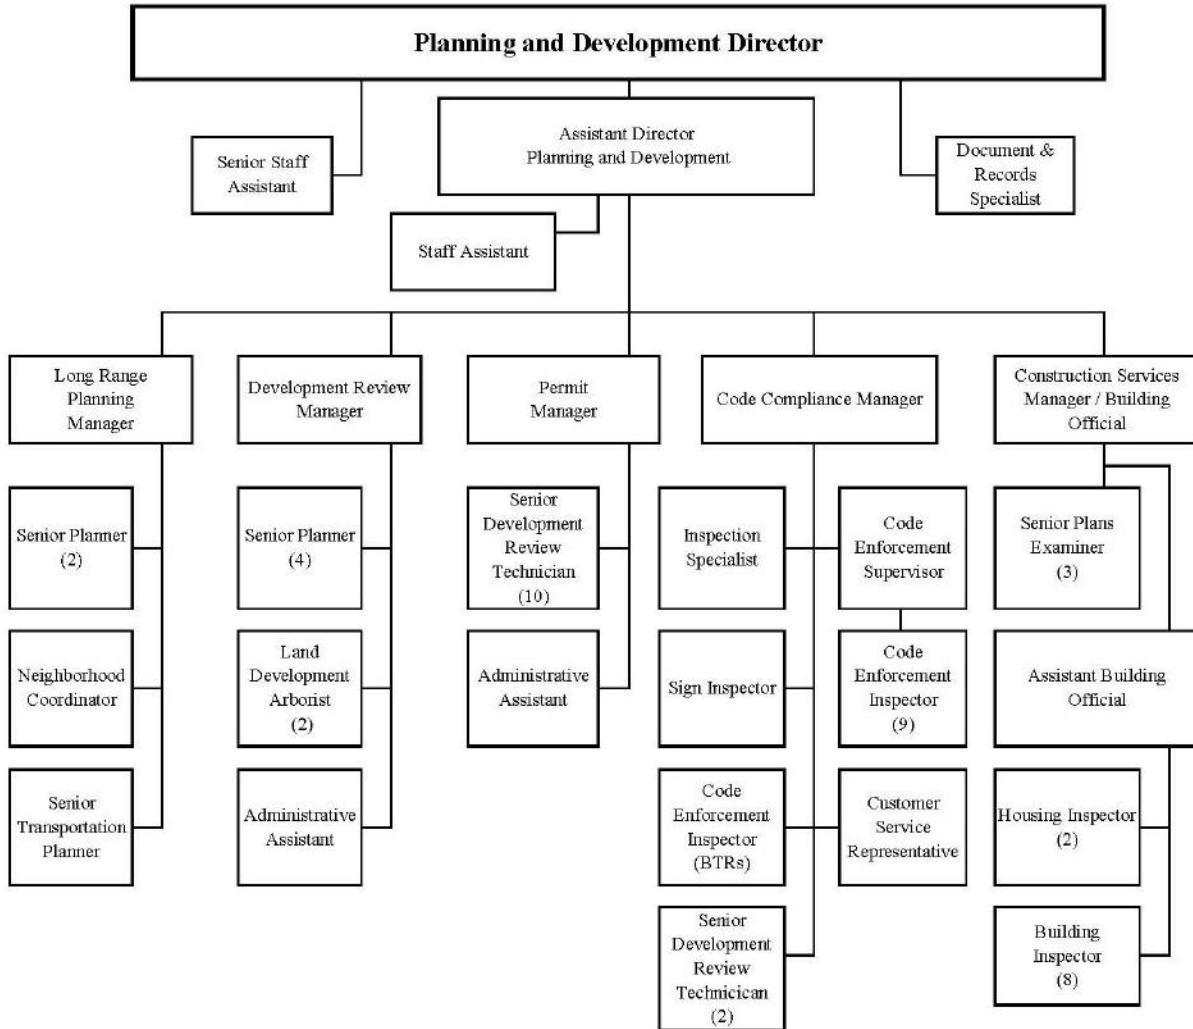 Planning and Development Director
Assistant Director
Planning and Development
Senior Staff
Assistant
Document &
Records
Specialist
Staff Assistant
Long Range
Planning
Manager
Development Review
Manager
Permit
Manager
Code Compliance Manager
Construction Services
Manager / Building
Official
Senior Planner
(2)
Senior Planner
(4)
Senior
Development
Review
Technician
(10)
Inspection
Specialist
Code
Enforcement
Supervisor
Senior Plans
Examiner
(3)
Neighborhood
Coordinator
Land
Development
Arborist
(2)
Administrative
Assistant
Sign Inspector
Code
Enforcement
Inspector
(9)
Assistant Building
Official
Senior
Transportation
Planner
Administrative
Assistant
Code
Enforcement
Inspector
(BTRs)
Customer
Service
Representative
Housing Inspector
(2)
Senior
Development
Review
Technicican
(2)
Building
Inspector
(8)